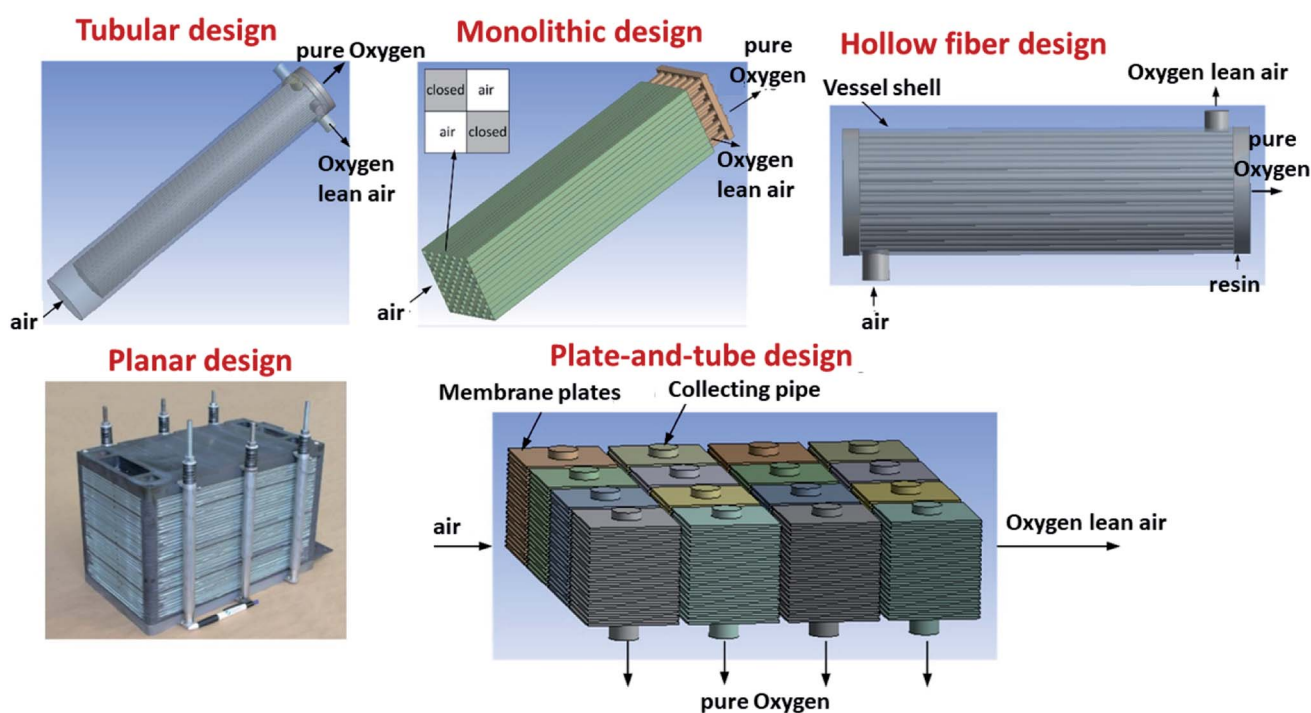 Tubular design
pure Oxygen
Oxygen
lean air
air
Monolithic design
closed air
air closed
pure
Oxygen
Oxygen
lean air
air
Hollow fiber design
Oxygen lean air
Vessel shell
pure
Oxygen
resin
air
Planar design
Plate-and-tube design
Membrane plates
Collecting pipe
air
Oxygen lean air
pure Oxygen